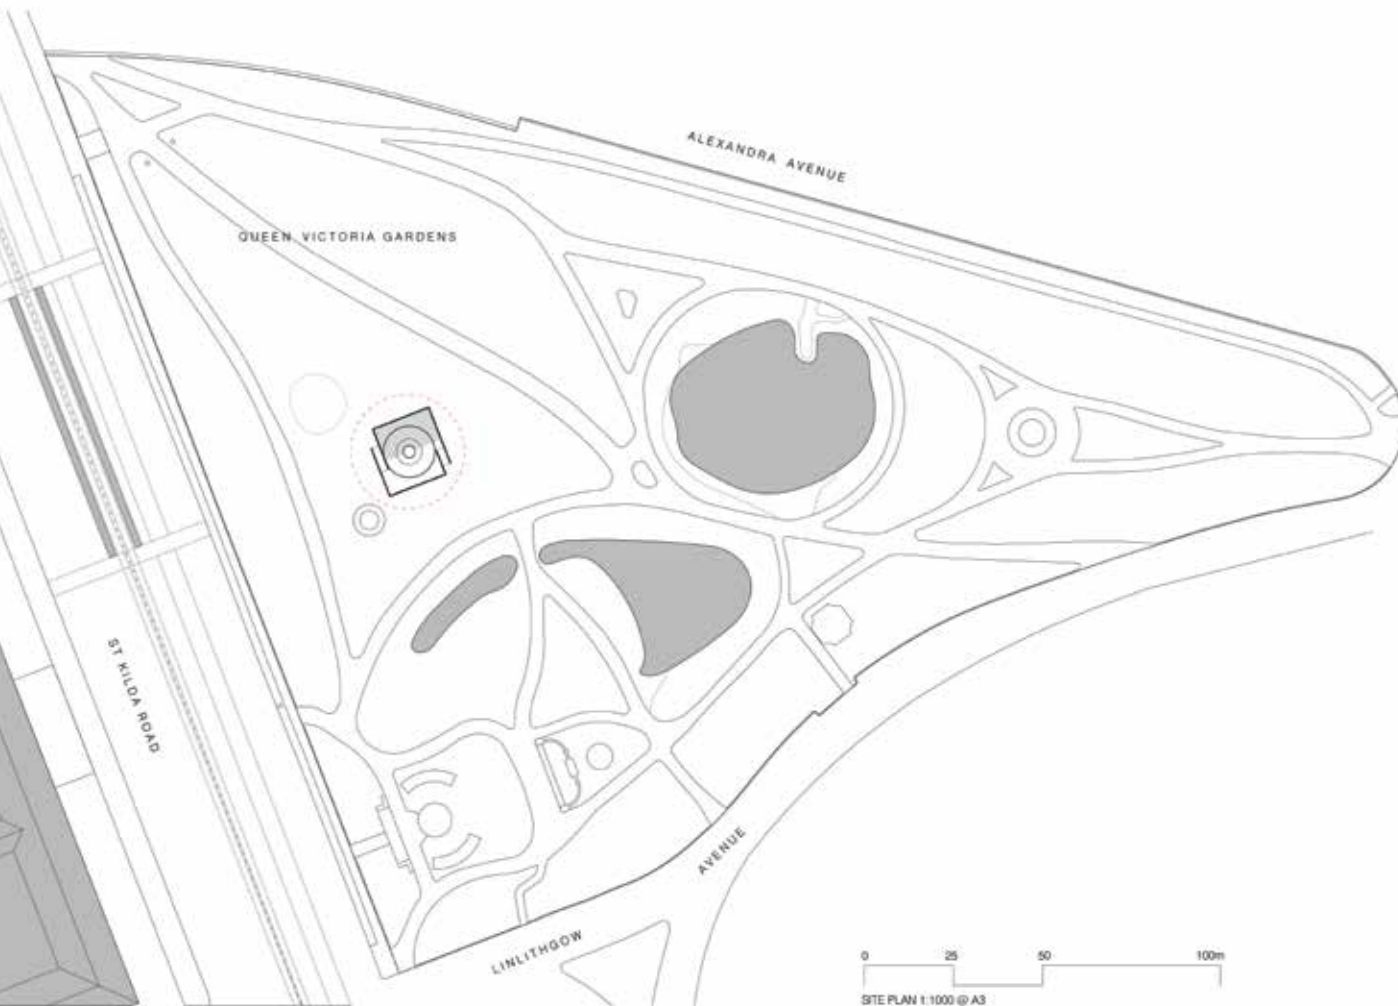 ALEXANDRA AVENUE
QUEEN VICTORIA GARDENS
ST KILDA ROAD
AVENUE
LINLITHGOW
0 25 50 100m
SITE PLAN 1:1000 @ A3